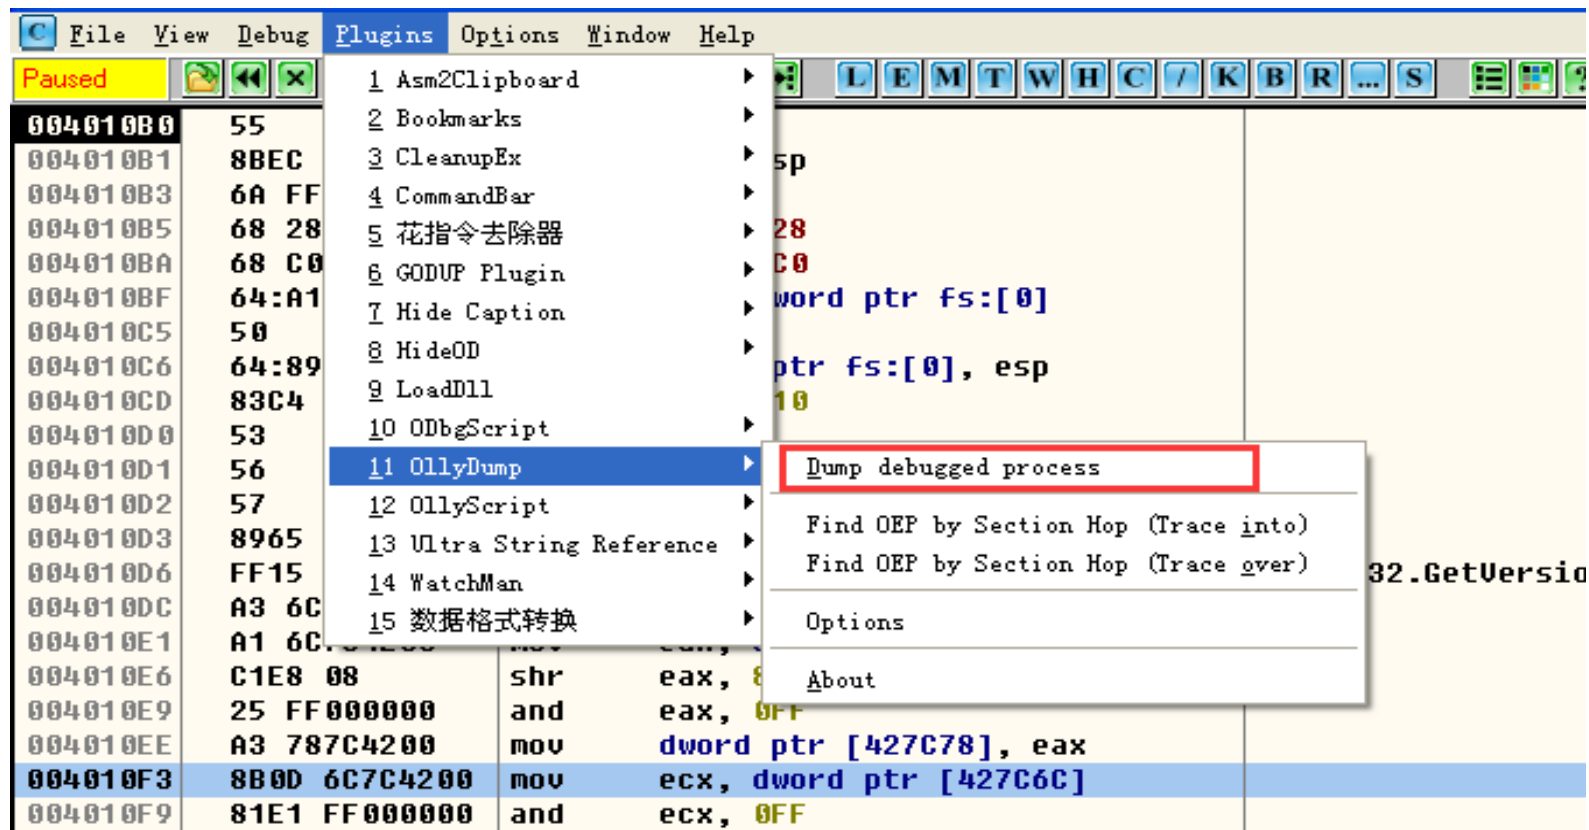 C File View Debug Plugins Options Window Help
Paused L E M T W H C / K B R ... S ?
1 Asm2Clipboard
2 Bookmarks
3 CleanupEx
4 CommandBar
5 花指令去除器
6 GODUP Plugin
7 Hide Caption
8 HideOD
9 LoadDll
10 ODbgScript
11 OllyDump
12 OllyScript
13 Ultra String Reference
14 WatchMan
15 数据格式转换
Dump debugged process
Find OEP by Section Hop (Trace into)
Find OEP by Section Hop (Trace over)
Options
About
004010B0 55
004010B1 8BEC sp
004010B3 6A FF
004010B5 68 28 28
004010BA 68 C0 C0
004010BF 64:A1 word ptr fs:[0]
004010C5 50
004010C6 64:89 ptr fs:[0], esp
004010CD 83C4 10
004010D0 53
004010D1 56
004010D2 57
004010D3 8965
004010D6 FF15 32.GetVersio
004010DC A3 6C
004010E1 A1 6C
004010E6 C1E8 08 shr eax, 8
004010E9 25 FF000000 and eax, 0FF
004010EE A3 787C4200 mov dword ptr [427C78], eax
004010F3 8B0D 6C7C4200 mov ecx, dword ptr [427C6C]
004010F9 81E1 FF000000 and ecx, 0FF